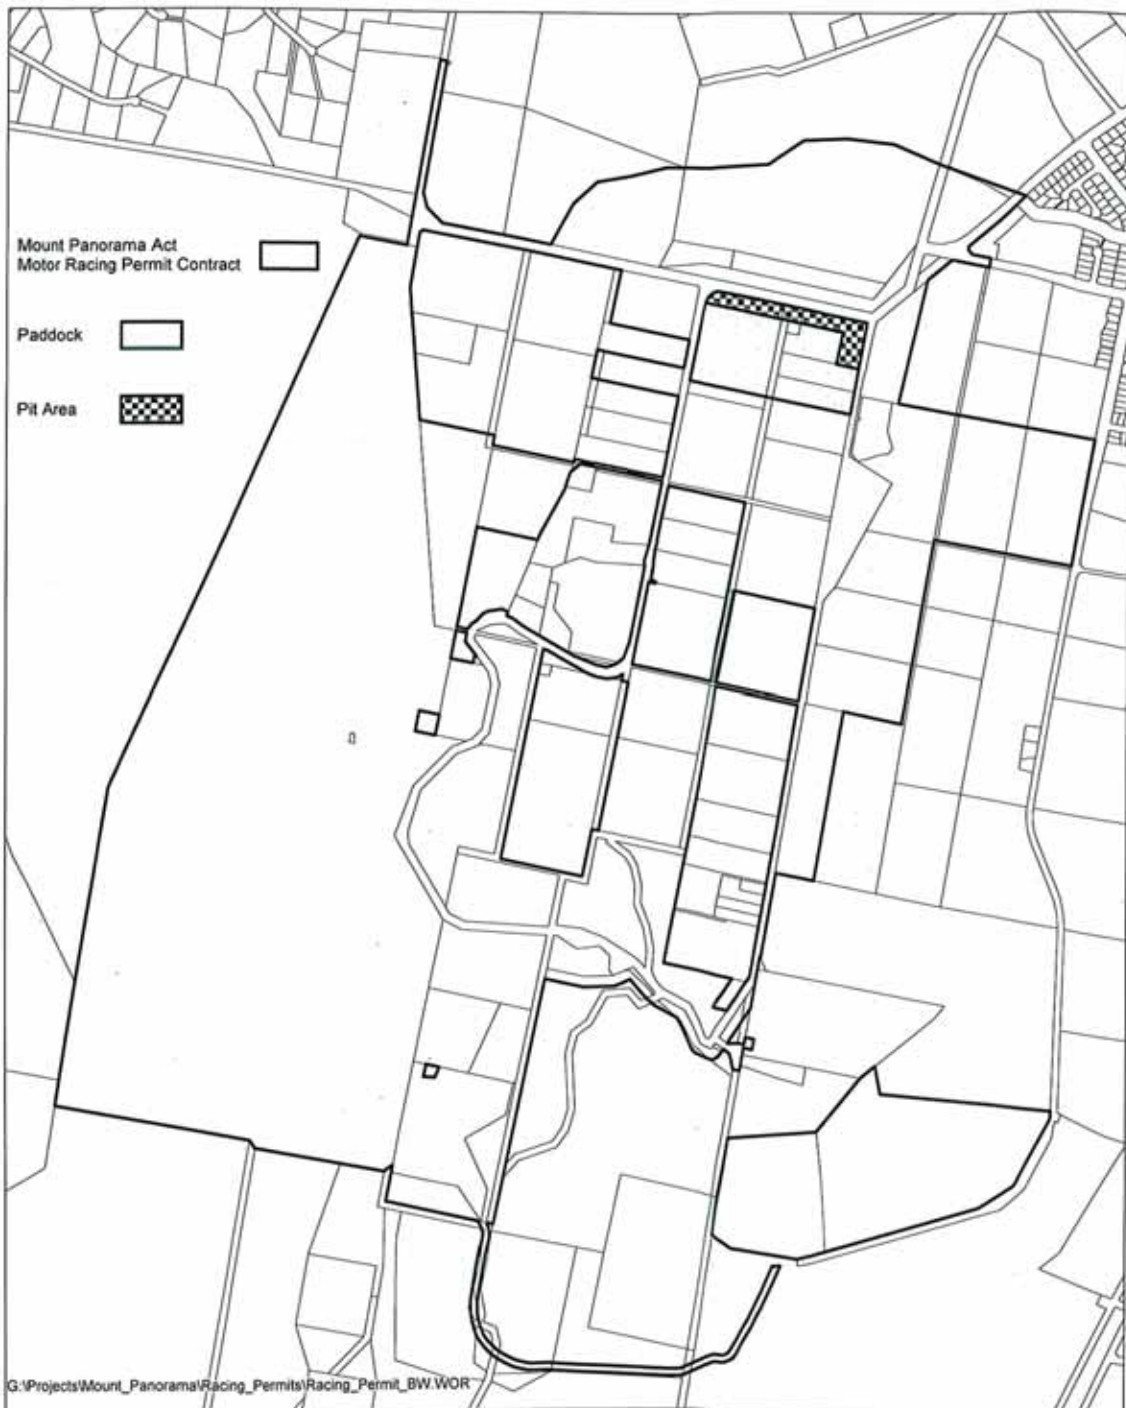 Mount Panorama Act
Motor Racing Permit Contract
Paddock
Pit Area
G:\Projects\Mount_Panorama\Racing_Permits\Racing_Permit_BW.WOR